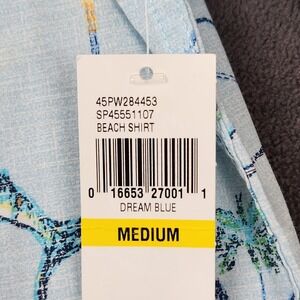 45PW284453
SP45551107
BEACH SHIRT
0 16653 27001 1
DREAM BLUE
MEDIUM